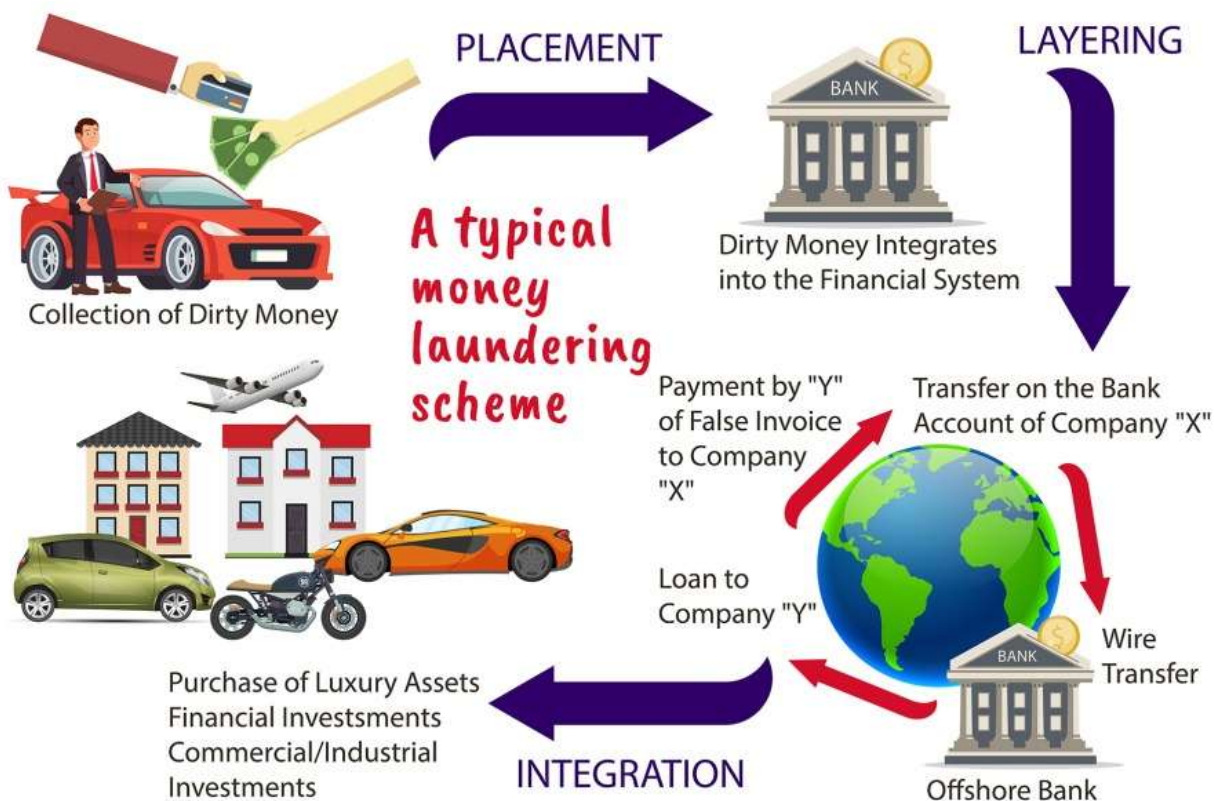 PLACEMENT
LAYERING
BANK
Dirty Money Integrates
into the Financial System
Collection of Dirty Money
A typical
money
laundering
scheme
Payment by "Y"
of False Invoice
to Company
"X"
Transfer on the Bank
Account of Company "X"
Loan to
Company "Y"
Wire
Transfer
BANK
Offshore Bank
INTEGRATION
Purchase of Luxury Assets
Financial Investsments
Commercial/Industrial
Investments